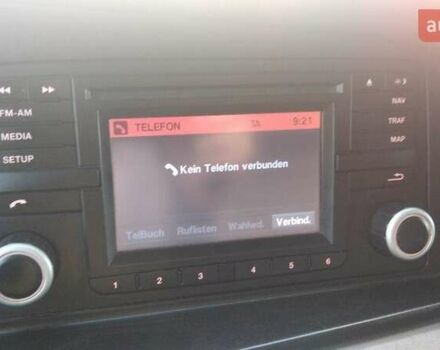 au
FM-AM
MEDIA
SETUP
TELEFON TA 9:21
Kein Telefon verbunden
TelBuch Ruflisten Wahlwd. Verbind.
NAV
TRAF
MAP
1 2 3 4 5 6